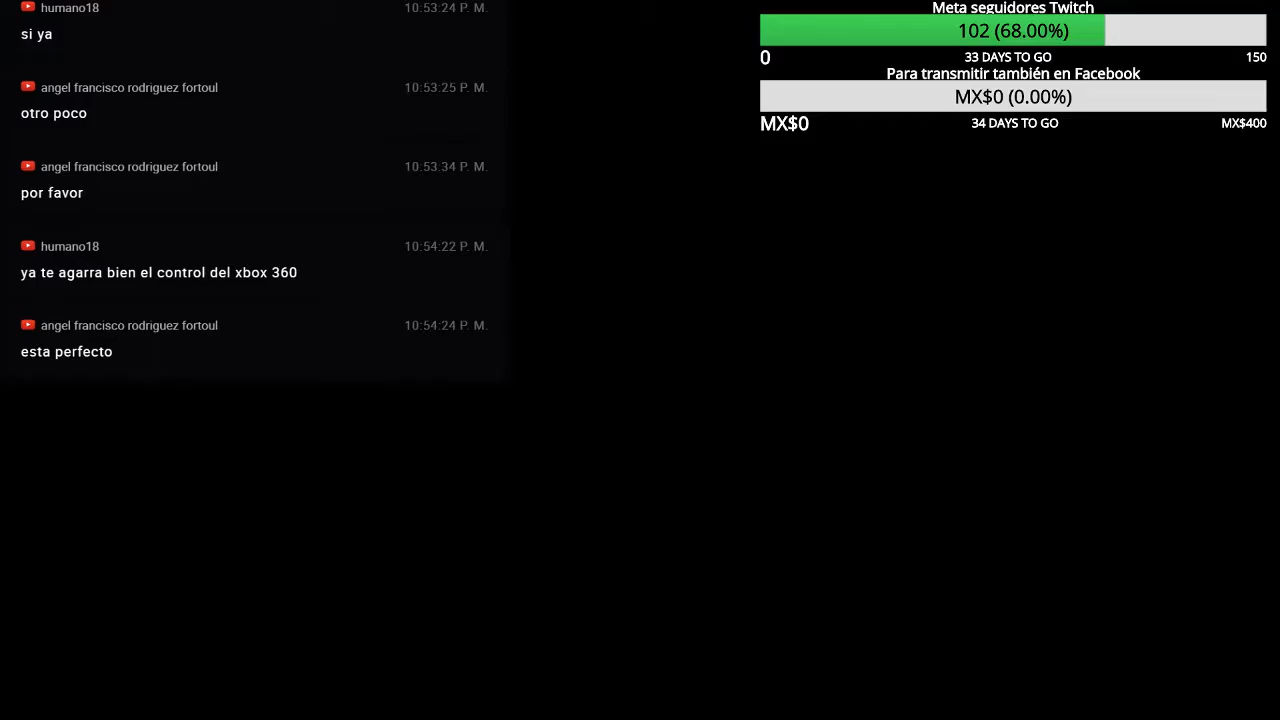 humano18 10:53:24 P. M.
si ya
angel francisco rodriguez fortoul 10:53:25 P. M.
otro poco
angel francisco rodriguez fortoul 10:53:34 P. M.
por favor
humano18 10:54:22 P. M.
ya te agarra bien el control del xbox 360
angel francisco rodriguez fortoul 10:54:24 P. M.
esta perfecto
Meta seguidores Twitch
102 (68.00%)
0 33 DAYS TO GO 150
Para transmitir también en Facebook
MX$0 (0.00%)
MX$0 34 DAYS TO GO MX$400